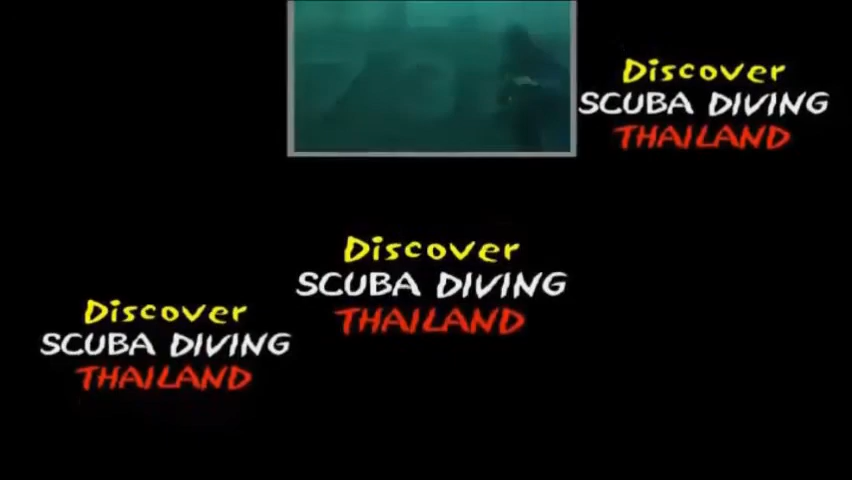 Discover
SCUBA DIVING
THAILAND
Discover
SCUBA DIVING
THAILAND
Discover
SCUBA DIVING
THAILAND